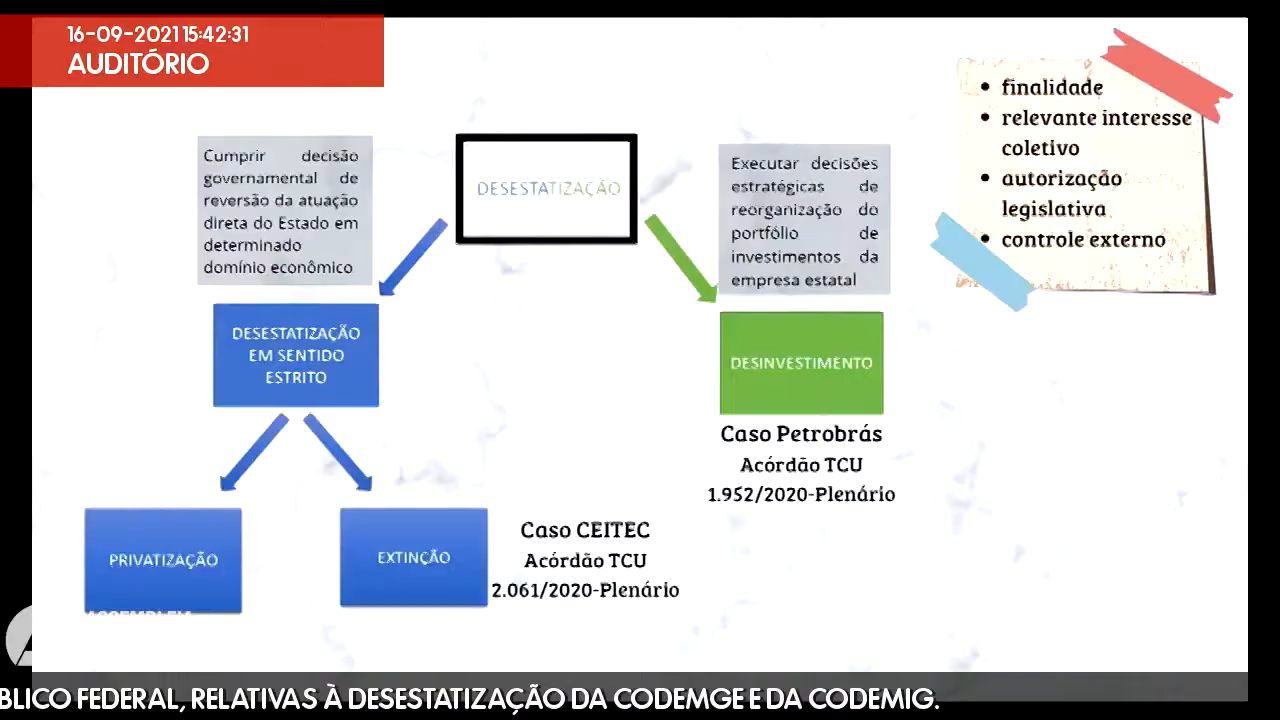 16-09-2021 15:42:31
AUDITÓRIO
Cumprir decisão
governamental de
reversão da atuação
direta do Estado em
determinado
domínio econômico
DESESTATIZAÇÃO
Executar decisões
estratégicas de
reorganização do
portfólio de
investimentos da
empresa estatal
• finalidade
• relevante interesse
coletivo
• autorização
legislativa
• controle externo
DESESTATIZAÇÃO
EM SENTIDO
ESTRITO
DESINVESTIMENTO
Caso Petrobrás
Acórdão TCU
1.952/2020-Plenário
PRIVATIZAÇÃO
EXTINÇÃO
Caso CEITEC
Acórdão TCU
2.061/2020-Plenário
BLICO FEDERAL, RELATIVAS À DESESTATIZAÇÃO DA CODEMGE E DA CODEMIG.